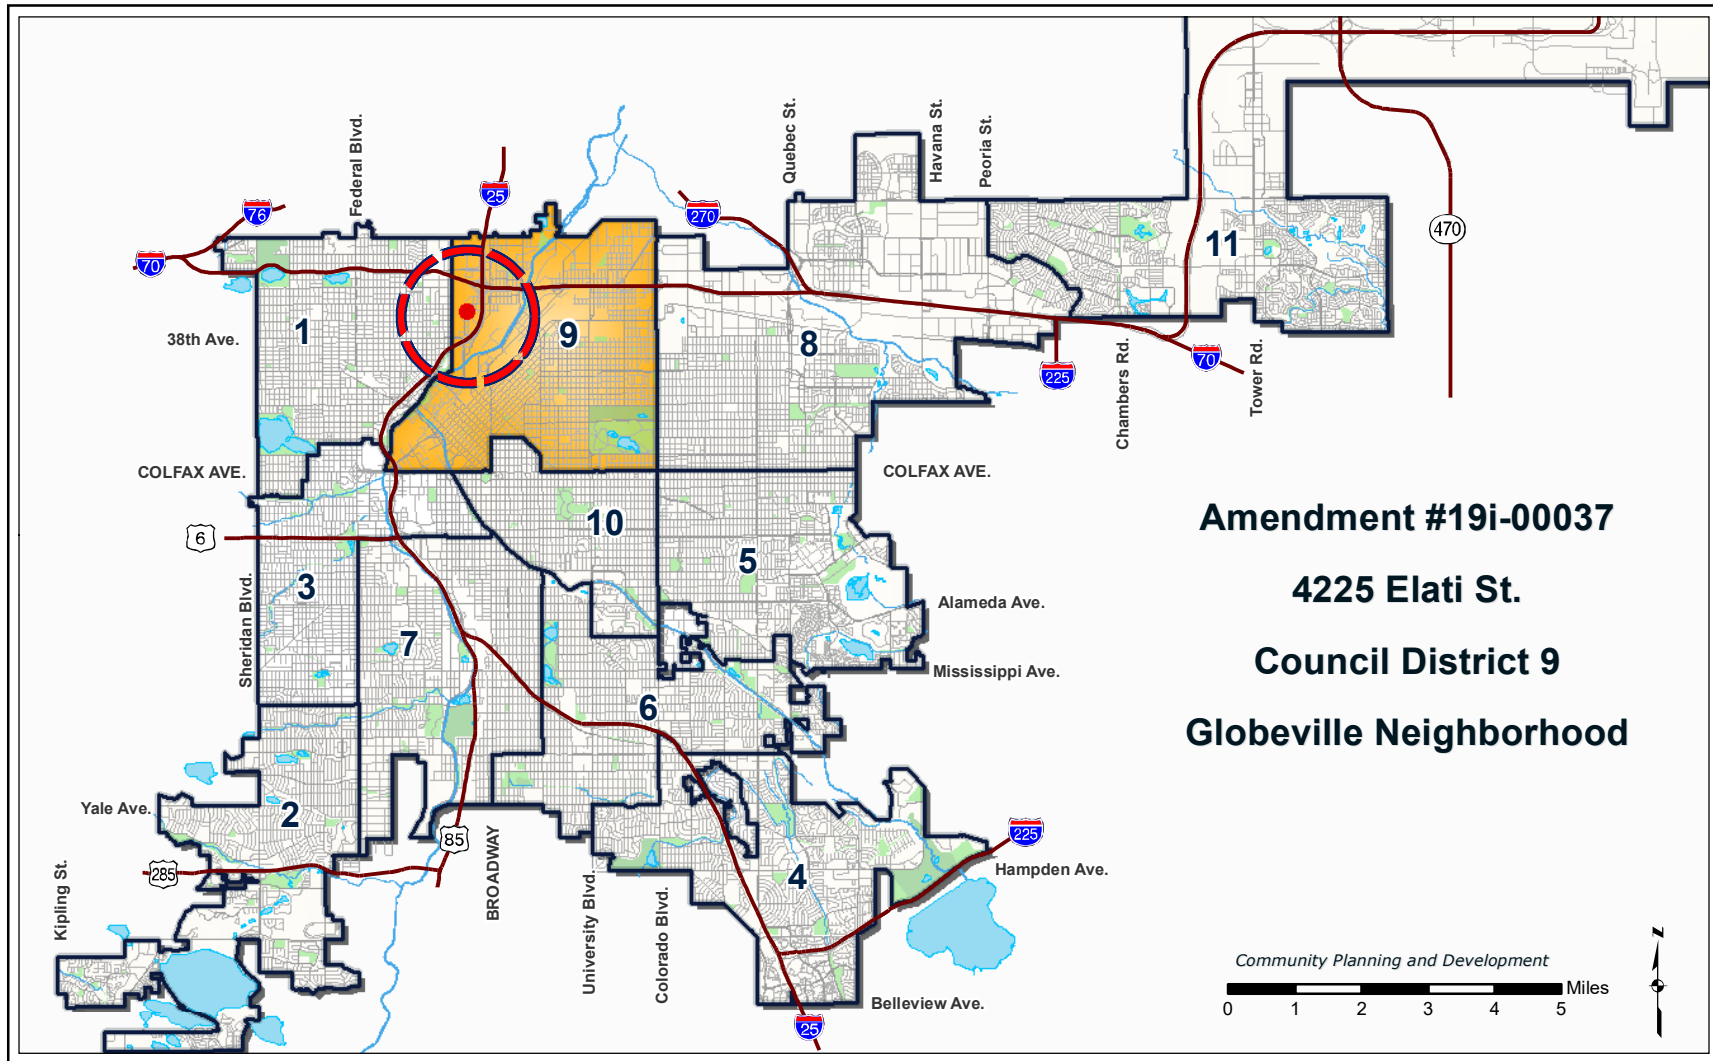 Federal Blvd.
Quebec St.
Havana St.
Peoria St.
25
76
270
70
470
11
1
9
8
38th Ave.
225
70
Chambers Rd.
Tower Rd.
COLFAX AVE.
COLFAX AVE.
10
6
5
3
Sheridan Blvd.
7
Alameda Ave.
Mississippi Ave.
6
Amendment #19i-00037
4225 Elati St.
Council District 9
Globeville Neighborhood
Yale Ave.
2
85
225
285
BROADWAY
4
Hampden Ave.
Kipling St.
University Blvd.
Colorado Blvd.
Belleview Ave.
25
Community Planning and Development
Miles
0 1 2 3 4 5
z